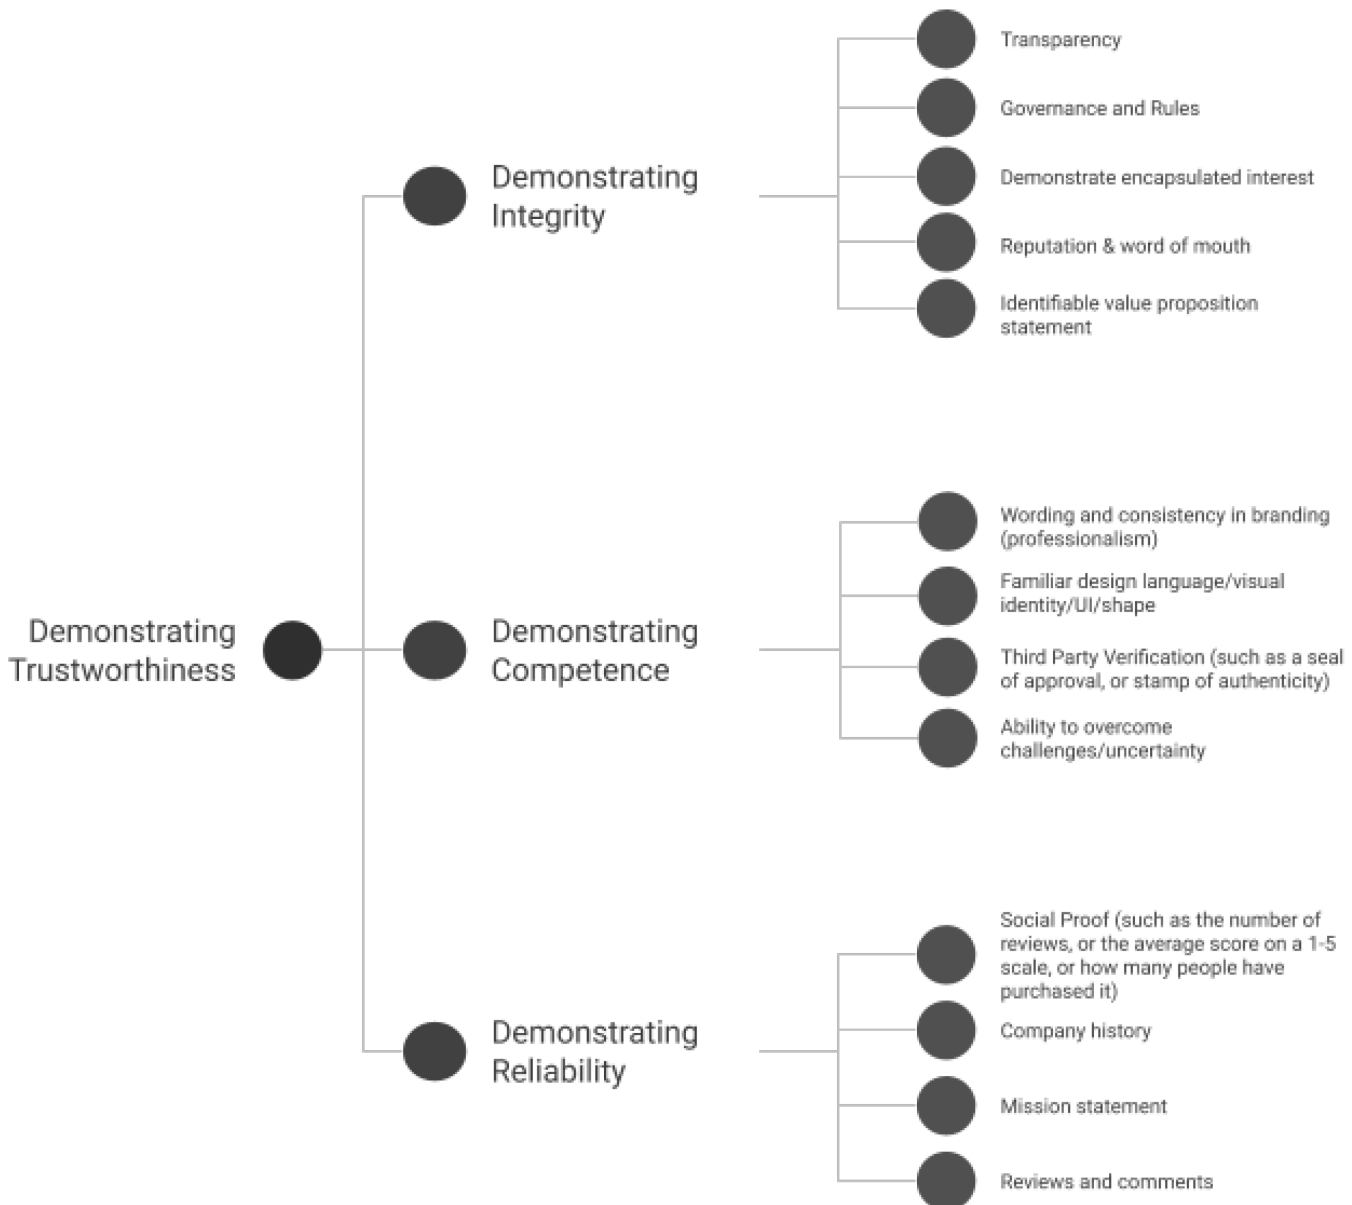 Transparency
Governance and Rules
Demonstrating
Integrity
Demonstrate encapsulated interest
Reputation & word of mouth
Identifiable value proposition
statement
Wording and consistency in branding
(professionalism)
Familiar design language/visual
identity/UI/shape
Demonstrating
Trustworthiness
Demonstrating
Competence
Third Party Verification (such as a seal
of approval, or stamp of authenticity)
Ability to overcome
challenges/uncertainty
Social Proof (such as the number of
reviews, or the average score on a 1-5
scale, or how many people have
purchased it)
Demonstrating
Reliability
Company history
Mission statement
Reviews and comments